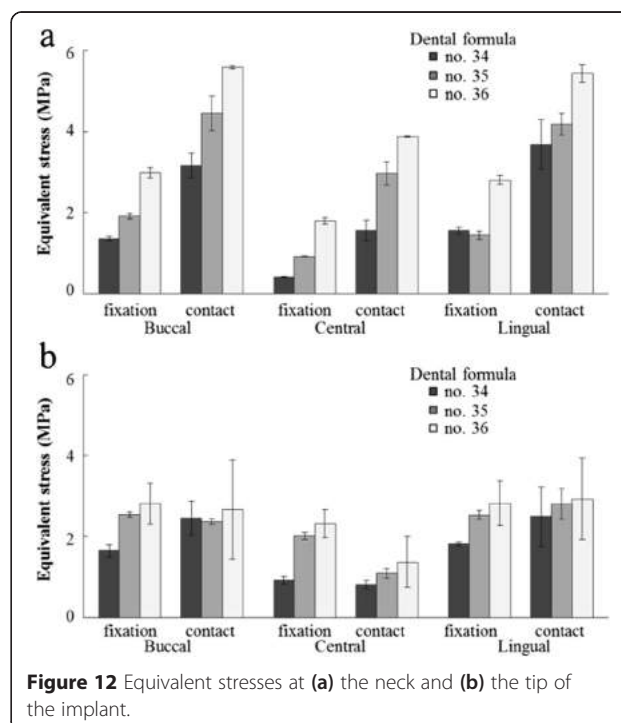 a
Equivalent stress (MPa)
6
4
2
0
Dental formula
no. 34
no. 35
no. 36
fixation contact fixation contact fixation contact
Buccal Central Lingual
b
Equivalent stress (MPa)
6
4
2
0
Dental formula
no. 34
no. 35
no. 36
fixation contact fixation contact fixation contact
Buccal Central Lingual
Figure 12 Equivalent stresses at (a) the neck and (b) the tip of
the implant.